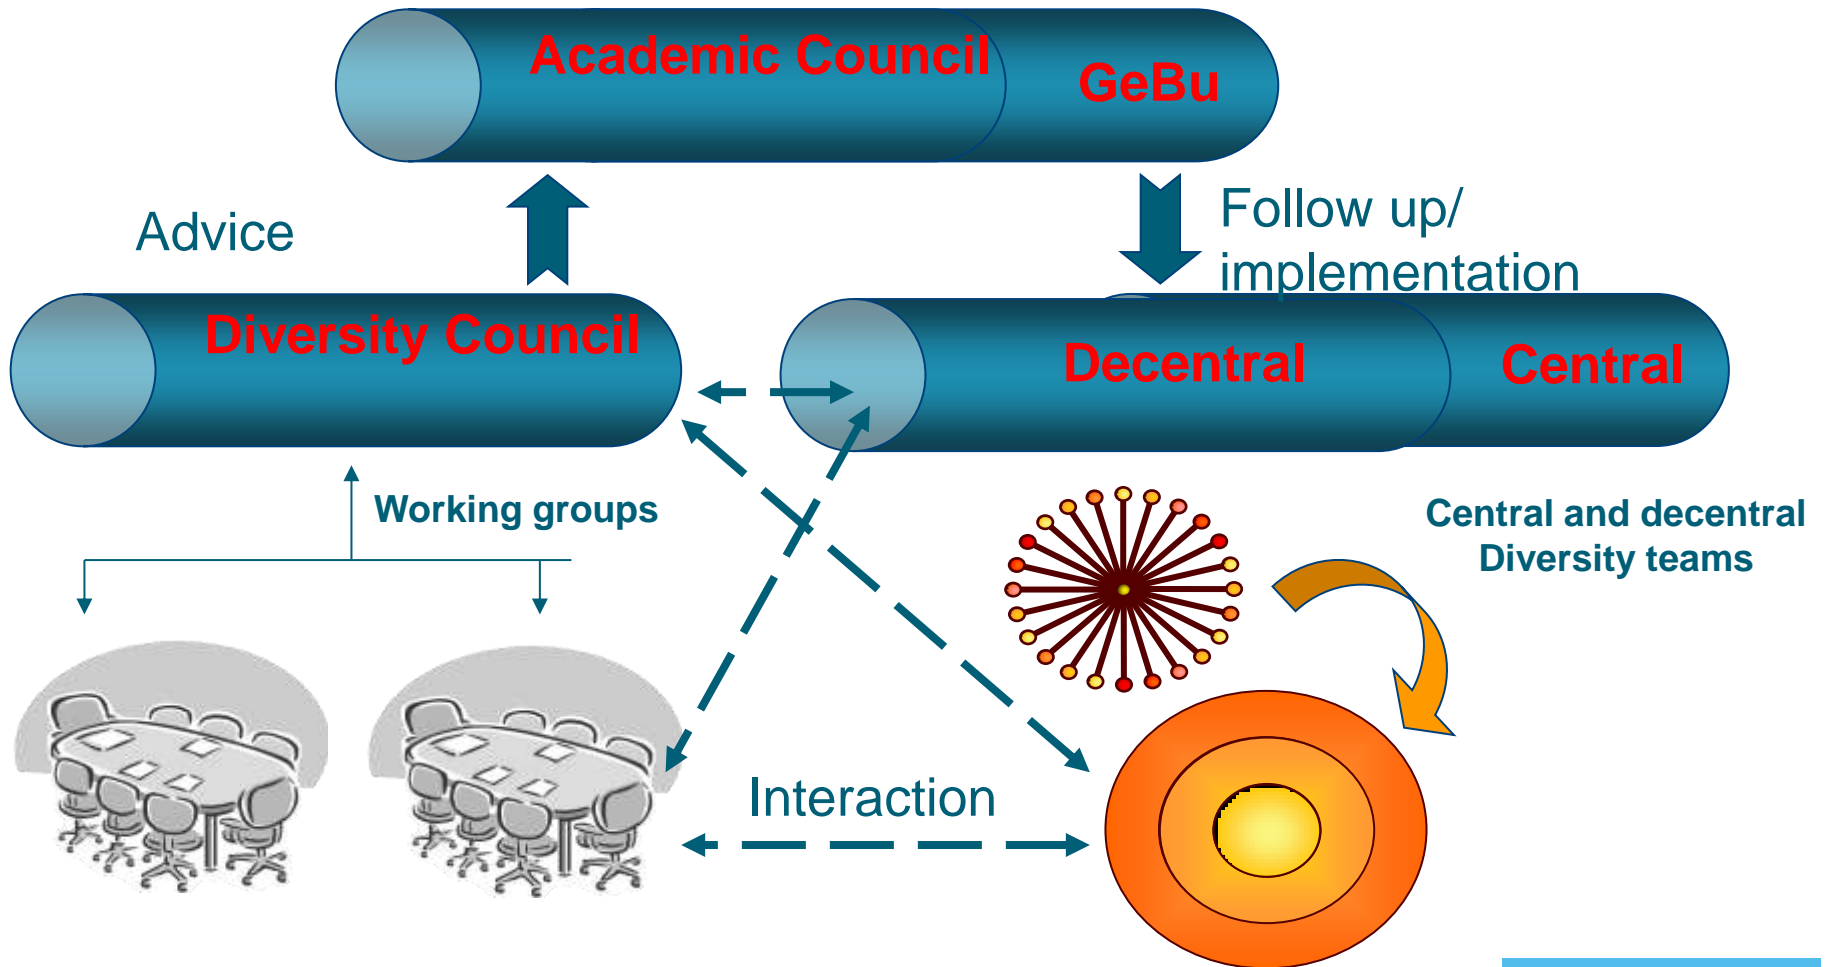 Academic Council
GeBu
Advice
Follow up/
implementation
Diversity Council
Decentral
Central
Working groups
Central and decentral
Diversity teams
Interaction